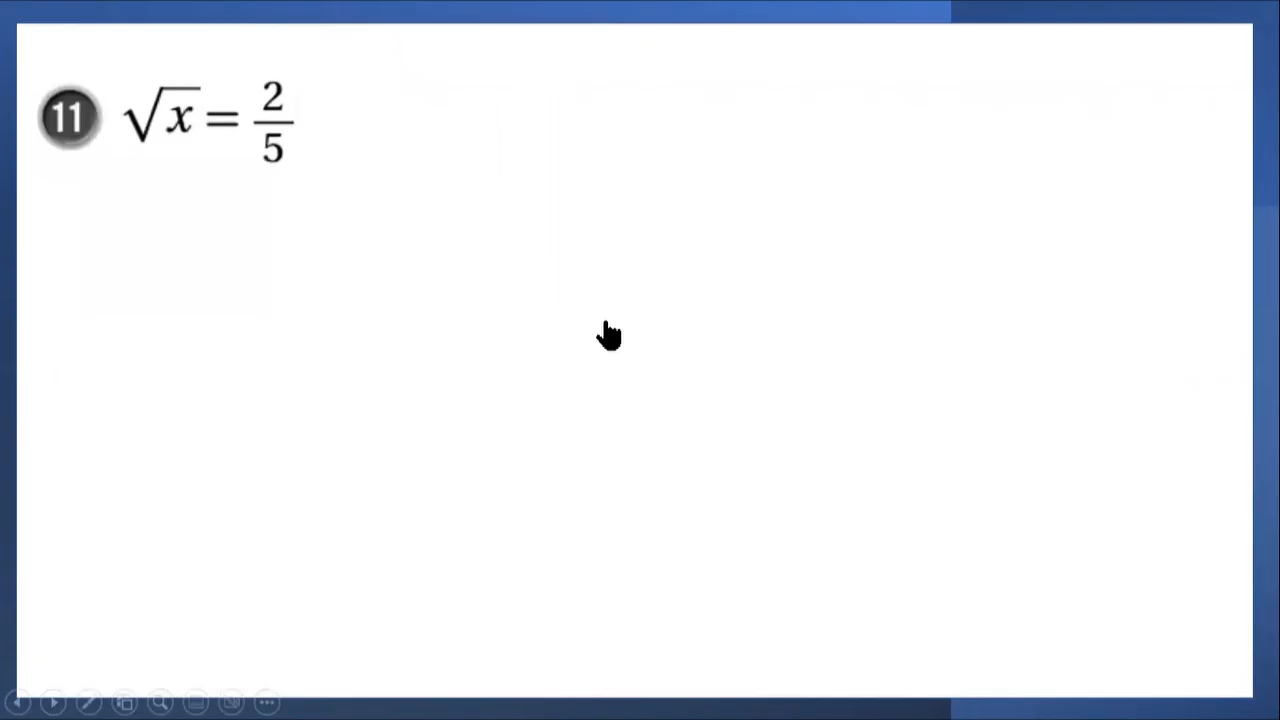 11 √x = 2/5